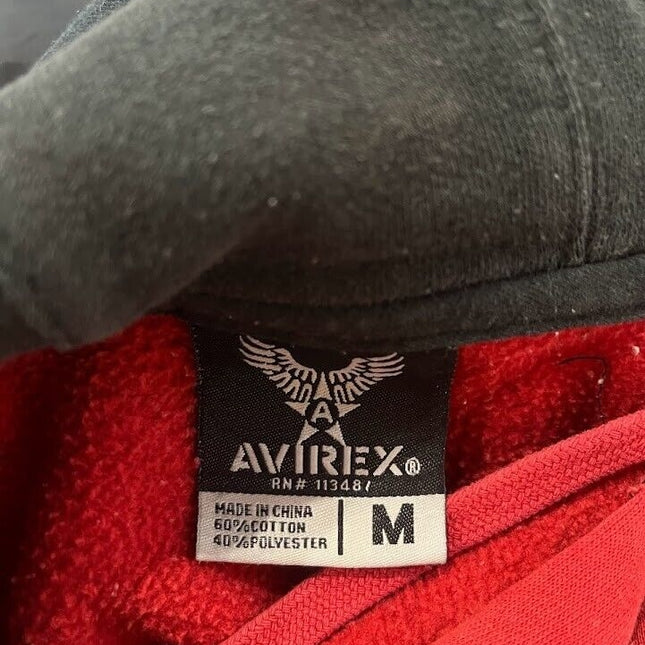 A
AVIREX®
RN# 113487
MADE IN CHINA
60%COTTON
40%POLYESTER
M